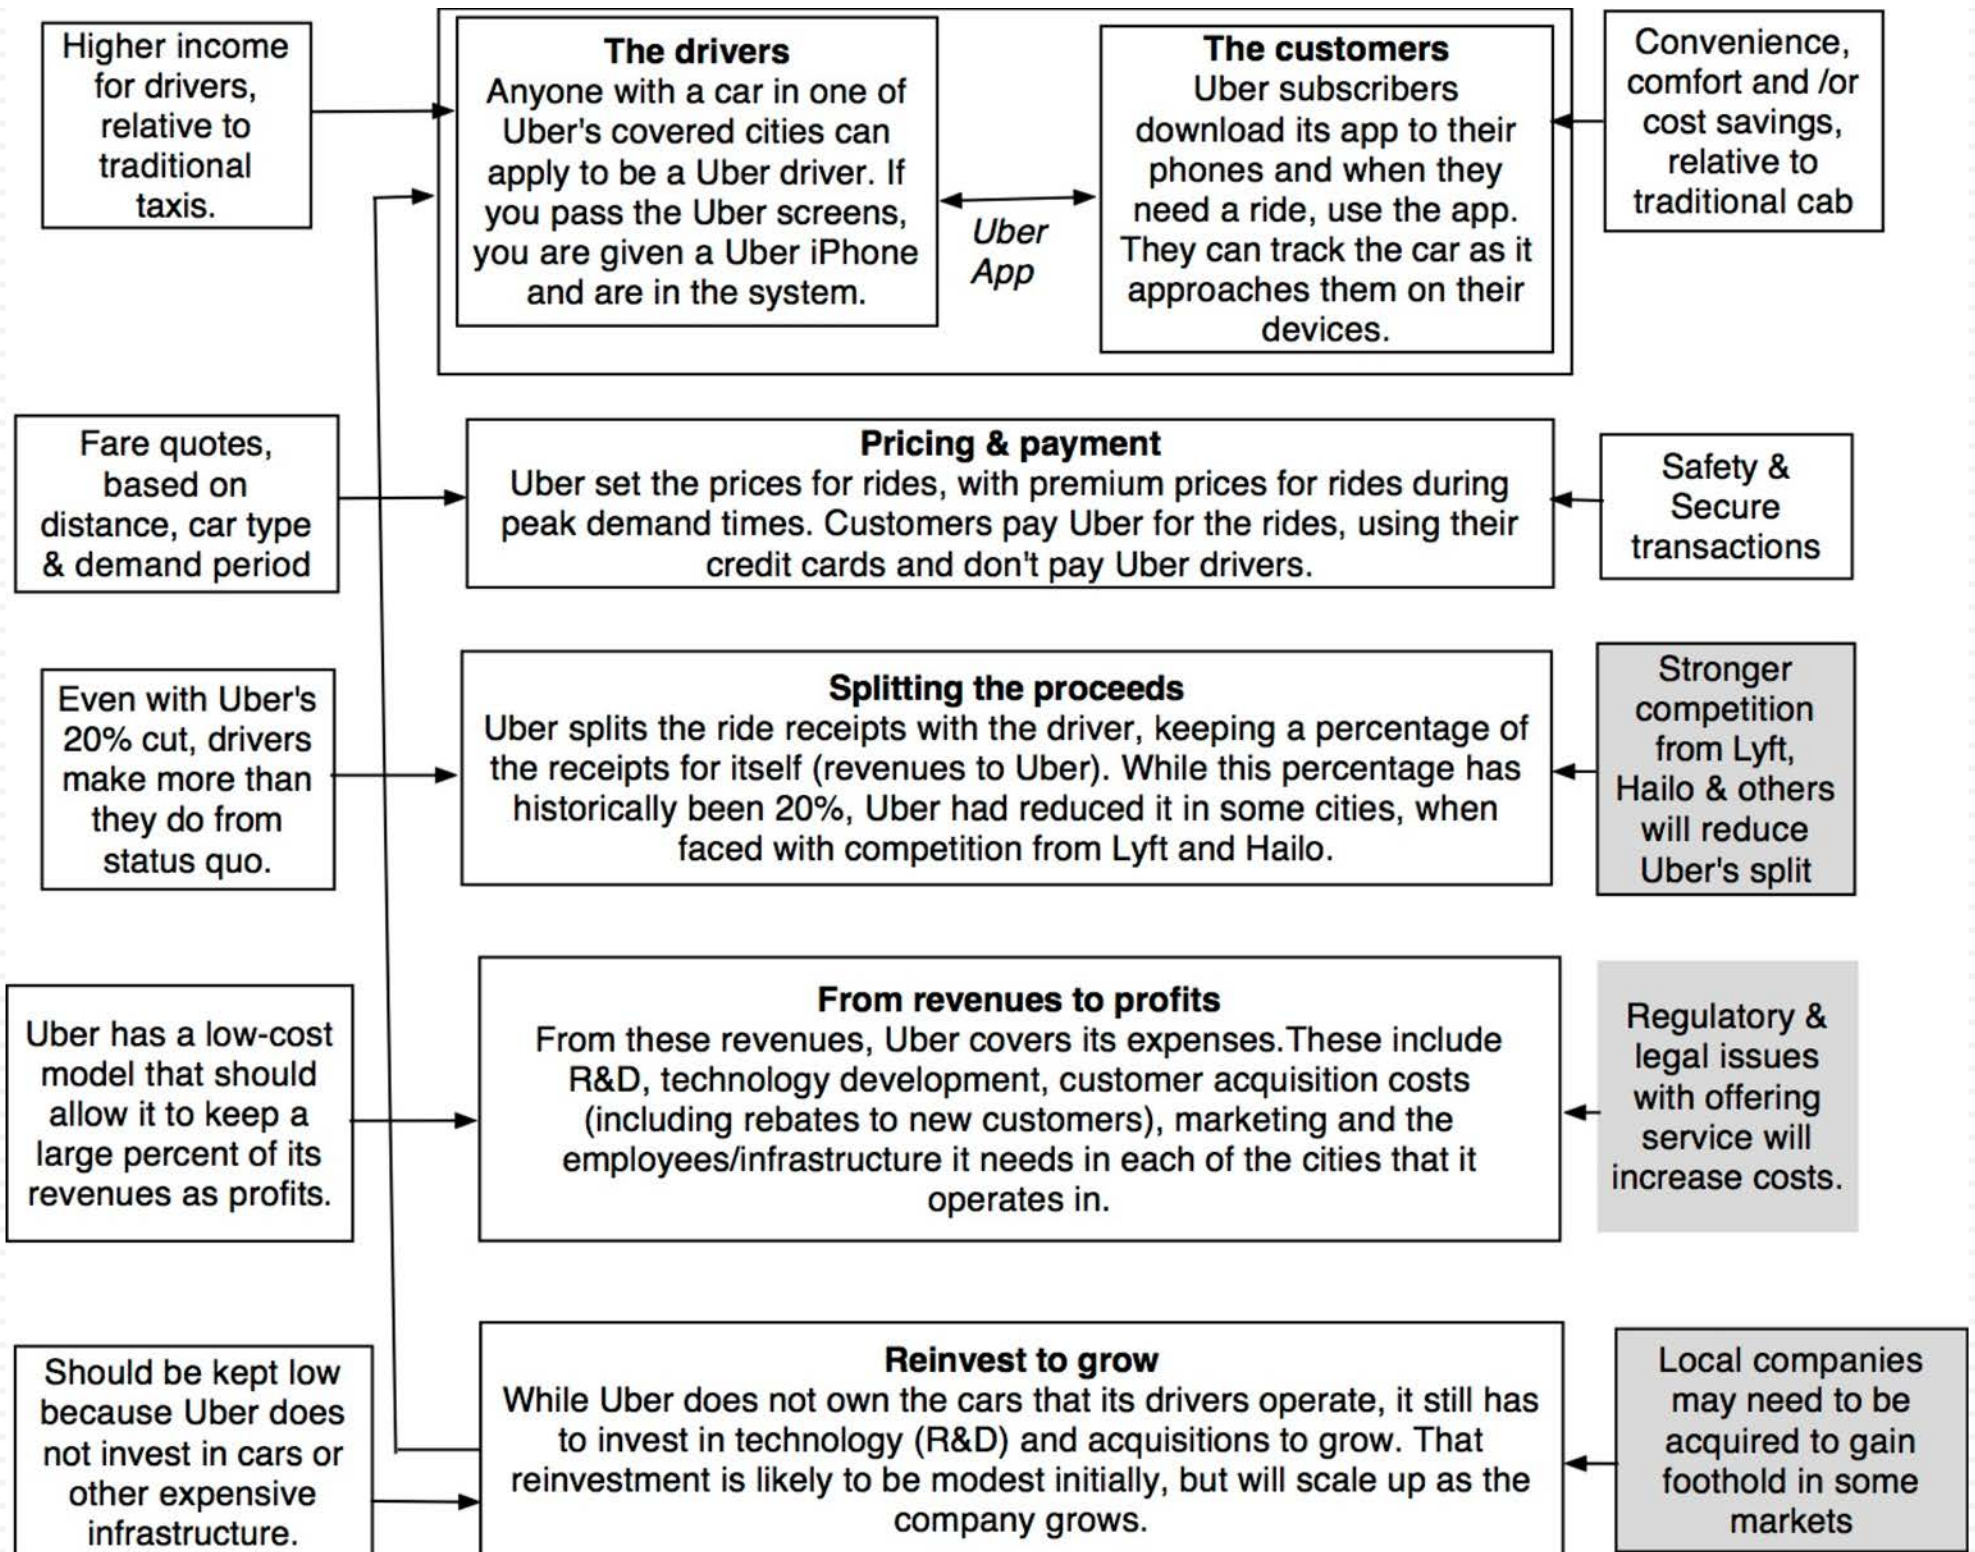 Higher income
for drivers,
relative to
traditional
taxis.
The drivers
Anyone with a car in one of
Uber's covered cities can
apply to be a Uber driver. If
you pass the Uber screens,
you are given a Uber iPhone
and are in the system.
Uber
App
The customers
Uber subscribers
download its app to their
phones and when they
need a ride, use the app.
They can track the car as it
approaches them on their
devices.
Convenience,
comfort and /or
cost savings,
relative to
traditional cab
Fare quotes,
based on
distance, car type
& demand period
Pricing & payment
Uber set the prices for rides, with premium prices for rides during
peak demand times. Customers pay Uber for the rides, using their
credit cards and don't pay Uber drivers.
Safety &
Secure
transactions
Even with Uber's
20% cut, drivers
make more than
they do from
status quo.
Splitting the proceeds
Uber splits the ride receipts with the driver, keeping a percentage of
the receipts for itself (revenues to Uber). While this percentage has
historically been 20%, Uber had reduced it in some cities, when
faced with competition from Lyft and Hailo.
Stronger
competition
from Lyft,
Hailo & others
will reduce
Uber's split
Uber has a low-cost
model that should
allow it to keep a
large percent of its
revenues as profits.
From revenues to profits
From these revenues, Uber covers its expenses.These include
R&D, technology development, customer acquisition costs
(including rebates to new customers), marketing and the
employees/infrastructure it needs in each of the cities that it
operates in.
Regulatory &
legal issues
with offering
service will
increase costs.
Should be kept low
because Uber does
not invest in cars or
other expensive
infrastructure.
Reinvest to grow
While Uber does not own the cars that its drivers operate, it still has
to invest in technology (R&D) and acquisitions to grow. That
reinvestment is likely to be modest initially, but will scale up as the
company grows.
Local companies
may need to be
acquired to gain
foothold in some
markets